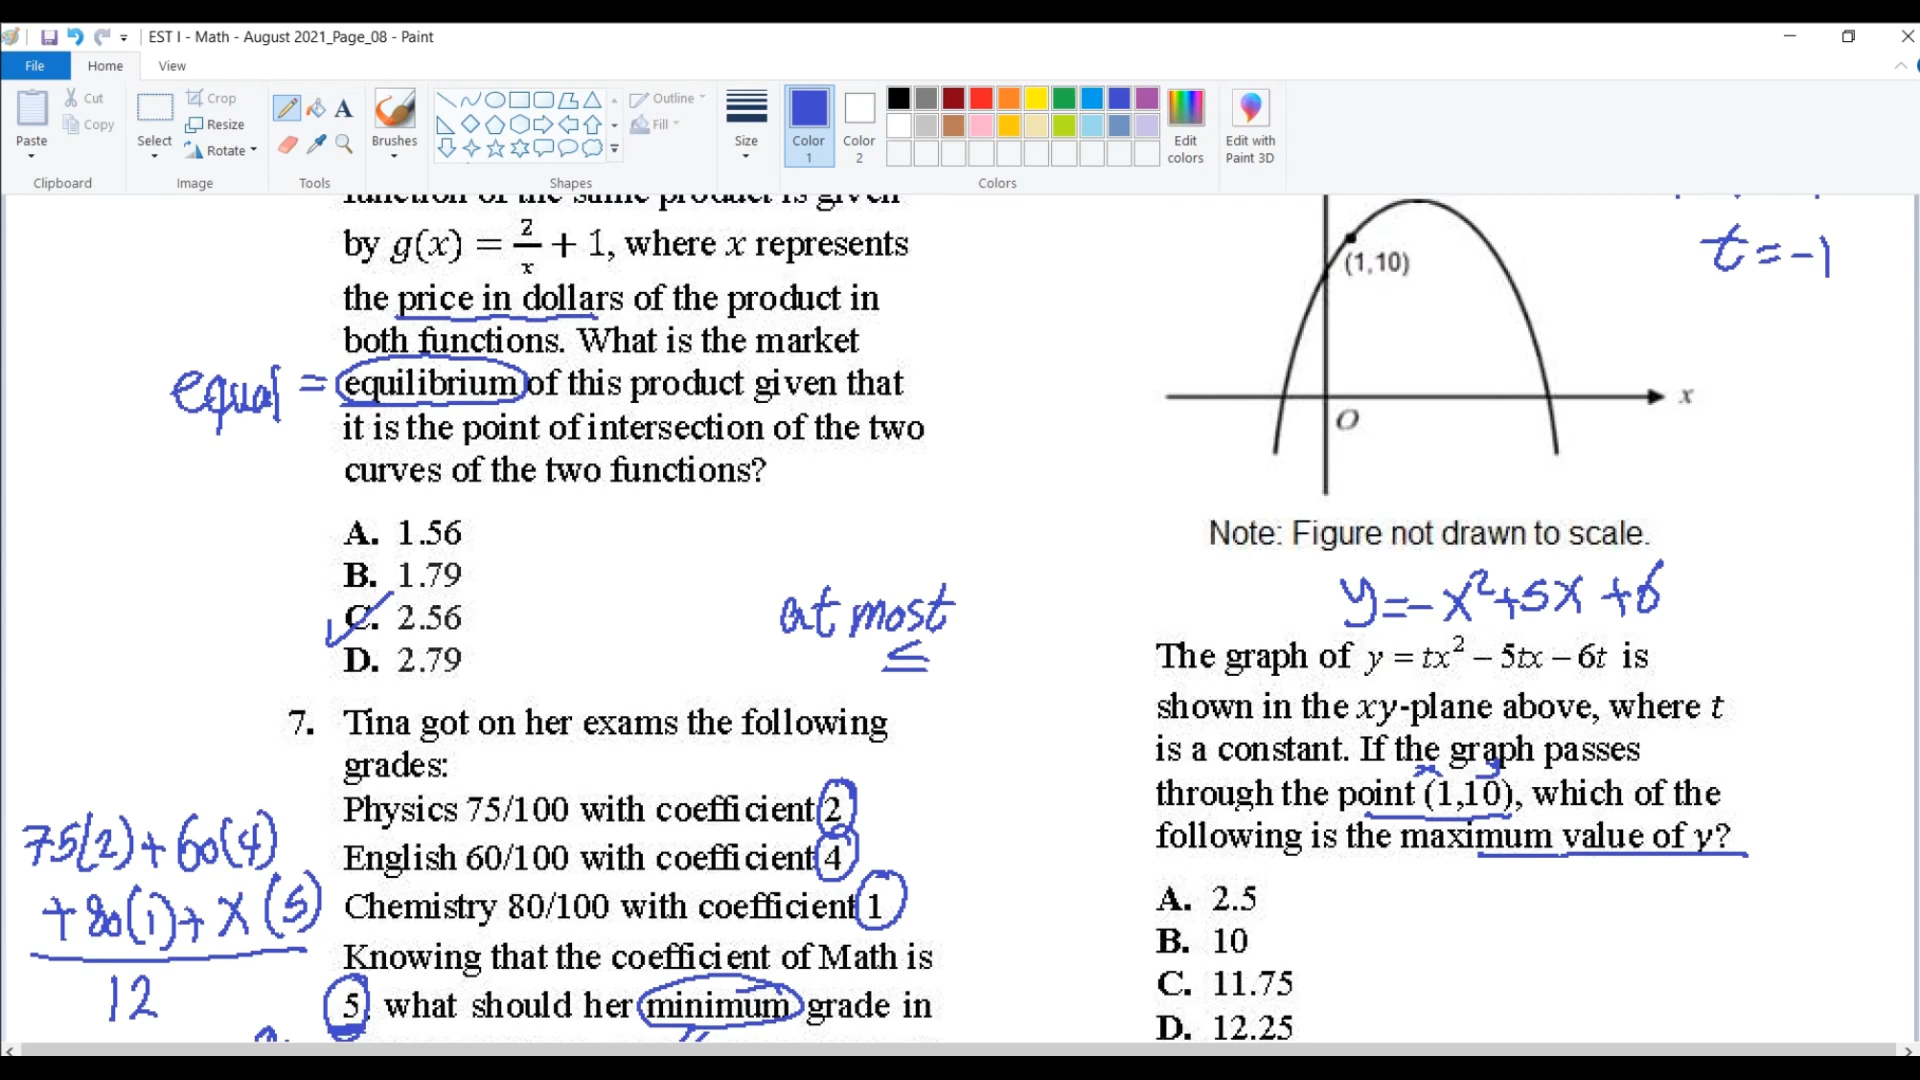 EST I - Math - August 2021_Page_08 - Paint
File Home View
Paste
Cut
Copy
Clipboard
Select
Crop
Resize
Rotate
Image
A
Tools
Brushes
Shapes
Outline
Fill
Size
Color 1
Color 2
Edit colors
Edit with Paint 3D
Colors
function of the same product is given
by g(x) = 2/x + 1, where x represents
the price in dollars of the product in
both functions. What is the market
equal = equilibrium of this product given that
it is the point of intersection of the two
curves of the two functions?
A. 1.56
B. 1.79
C. 2.56
D. 2.79
at most
≤
7. Tina got on her exams the following
grades:
Physics 75/100 with coefficient 2
English 60/100 with coefficient 4
Chemistry 80/100 with coefficient 1
Knowing that the coefficient of Math is
5, what should her minimum grade in
75(2) + 60(4)
+ 80(1) + x (5)
12
t = -1
(1,10)
x
O
Note: Figure not drawn to scale.
y = -x² + 5x + 6
The graph of y = tx² − 5tx − 6t is
shown in the xy-plane above, where t
is a constant. If the graph passes
x y
through the point (1,10), which of the
following is the maximum value of y?
A. 2.5
B. 10
C. 11.75
D. 12.25